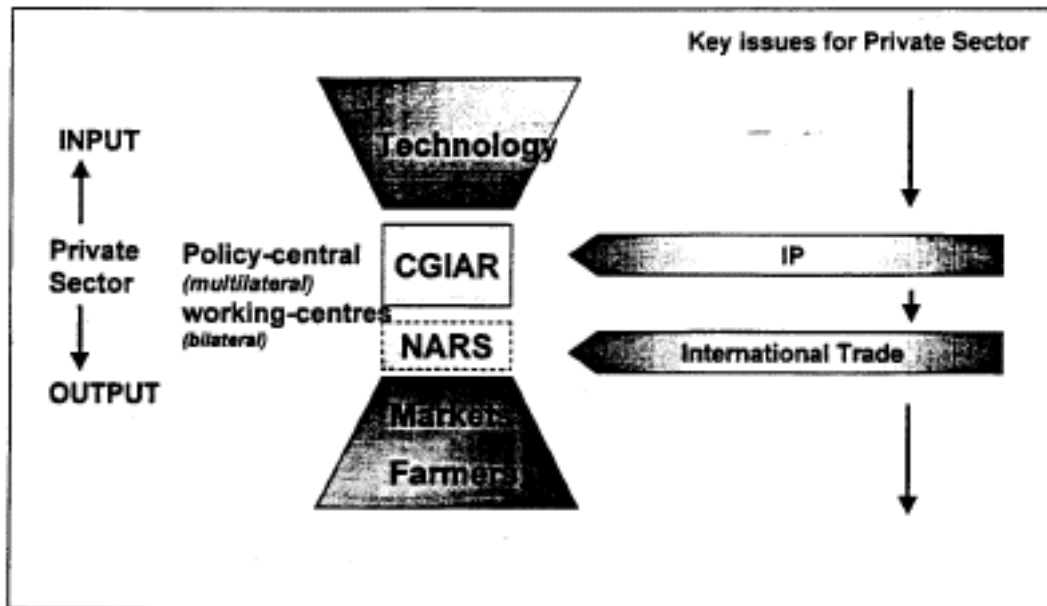 Key issues for Private Sector
Technology
INPUT
Private
Sector
OUTPUT
Policy-central
(multilateral)
working-centres
(bilateral)
CGIAR
NARS
Markets
Farmers
IP
International Trade